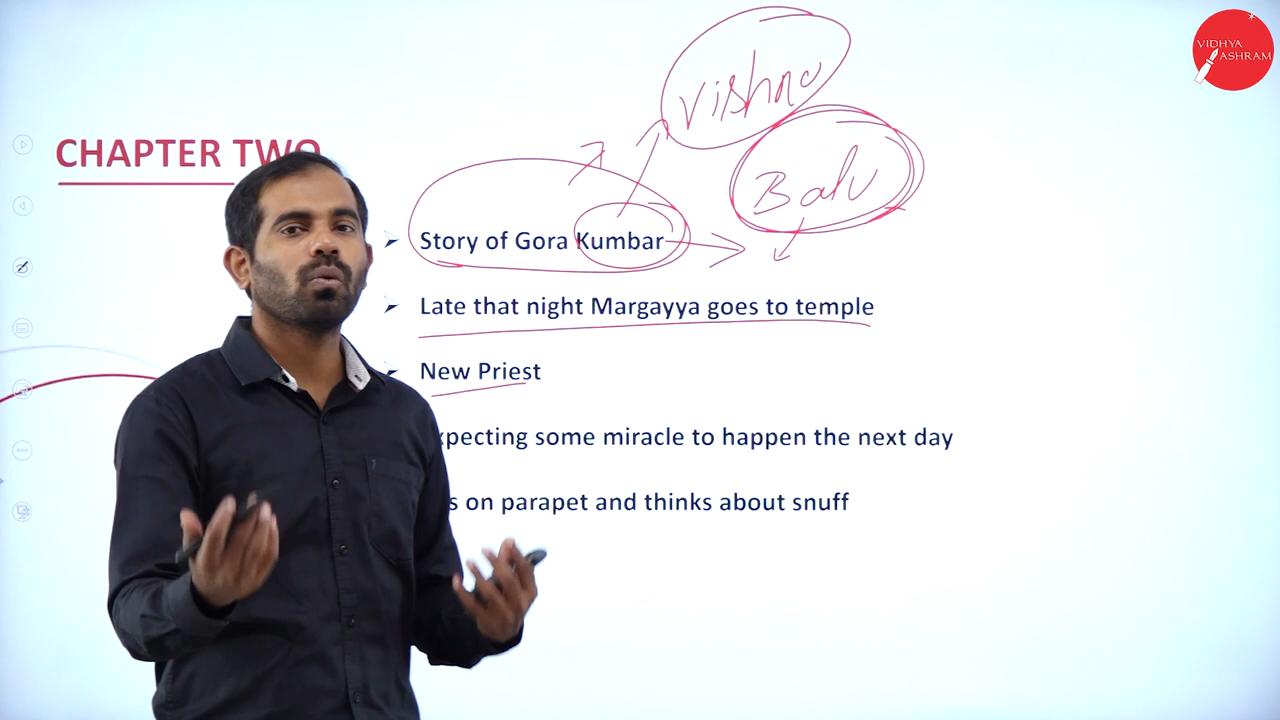 VIDHYA
ASHRAM
Vishnu
CHAPTER TWO
Balu
Story of Gora Kumbar
Late that night Margayya goes to temple
New Priest
xpecting some miracle to happen the next day
s on parapet and thinks about snuff